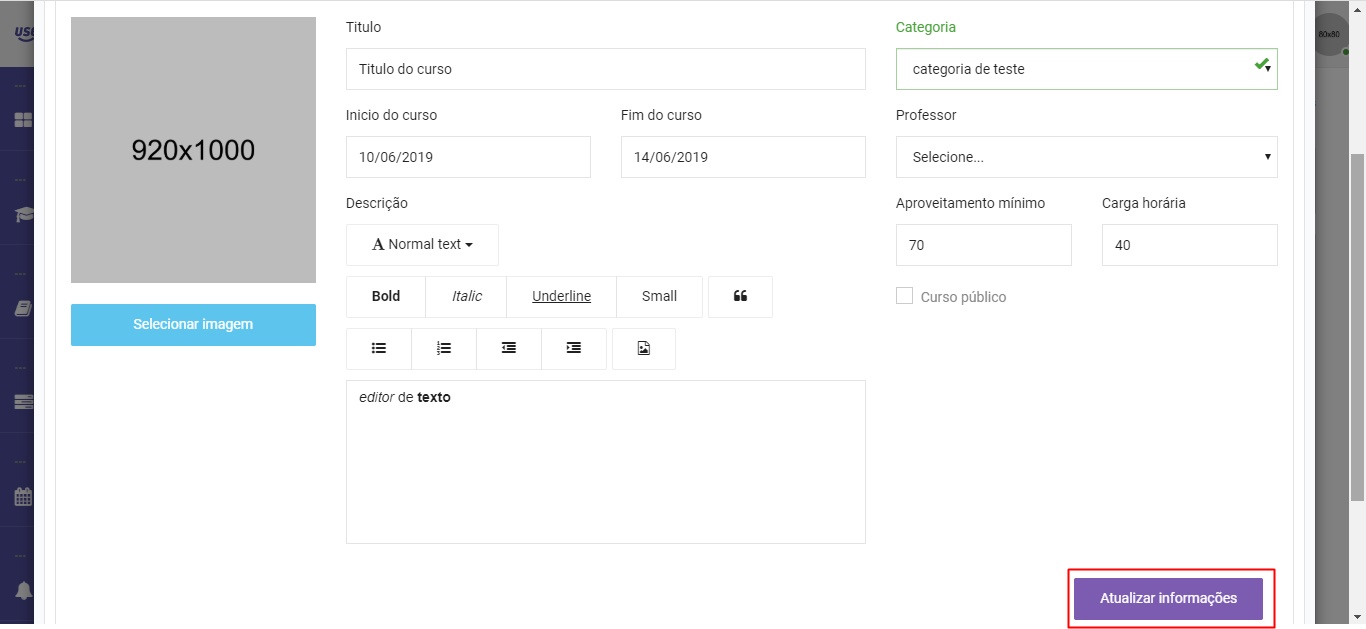 920x1000
Selecionar imagem
Titulo
Titulo do curso
Inicio do curso
Fim do curso
10/06/2019
14/06/2019
Descrição
A Normal text
Bold
Italic
Underline
Small
editor de texto
Categoria
categoria de teste
Professor
Selecione...
Aproveitamento mínimo
Carga horária
70
40
Curso público
Atualizar informações
80x80